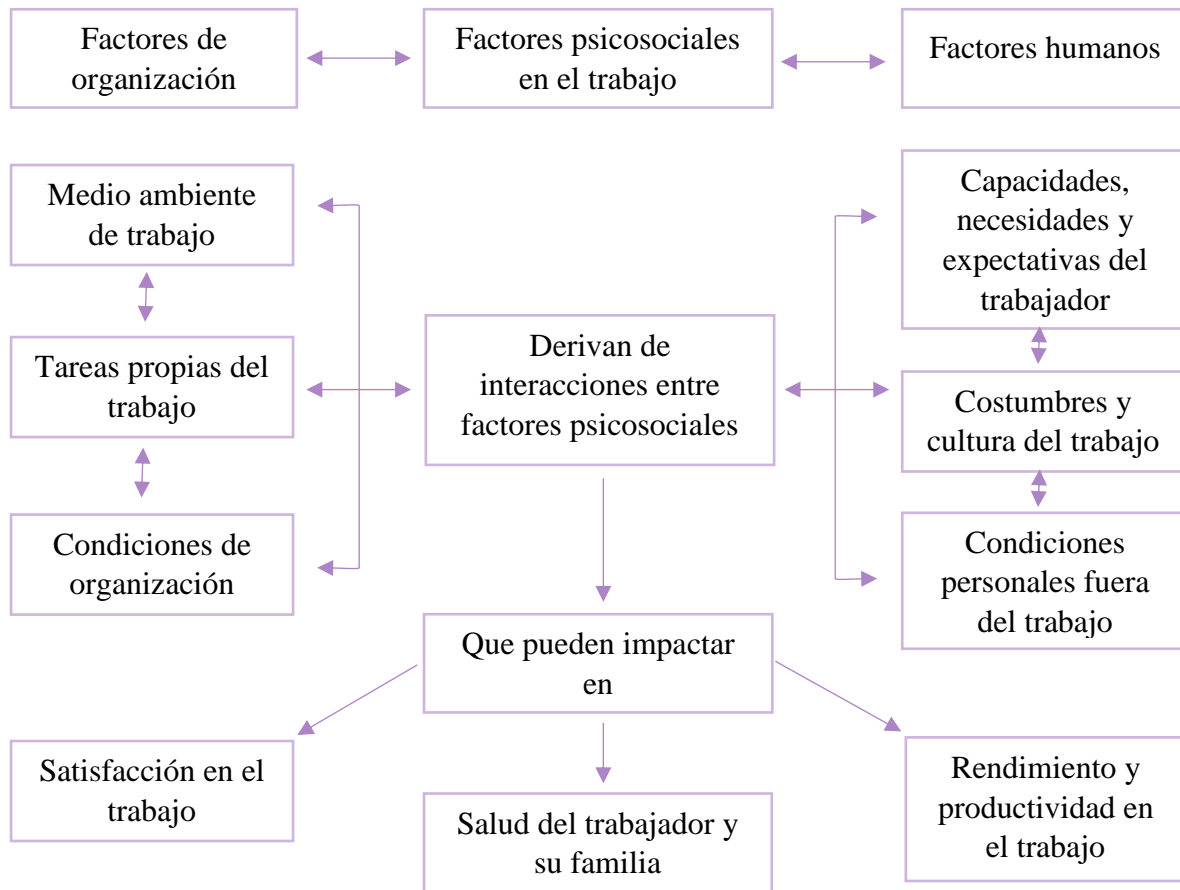 Factores de
organización
Factores psicosociales
en el trabajo
Factores humanos
Medio ambiente
de trabajo
Tareas propias del
trabajo
Condiciones de
organización
Derivan de
interacciones entre
factores psicosociales
Capacidades,
necesidades y
expectativas del
trabajador
Costumbres y
cultura del trabajo
Condiciones
personales fuera
del trabajo
Que pueden impactar
en
Satisfacción en el
trabajo
Salud del trabajador y
su familia
Rendimiento y
productividad en
el trabajo